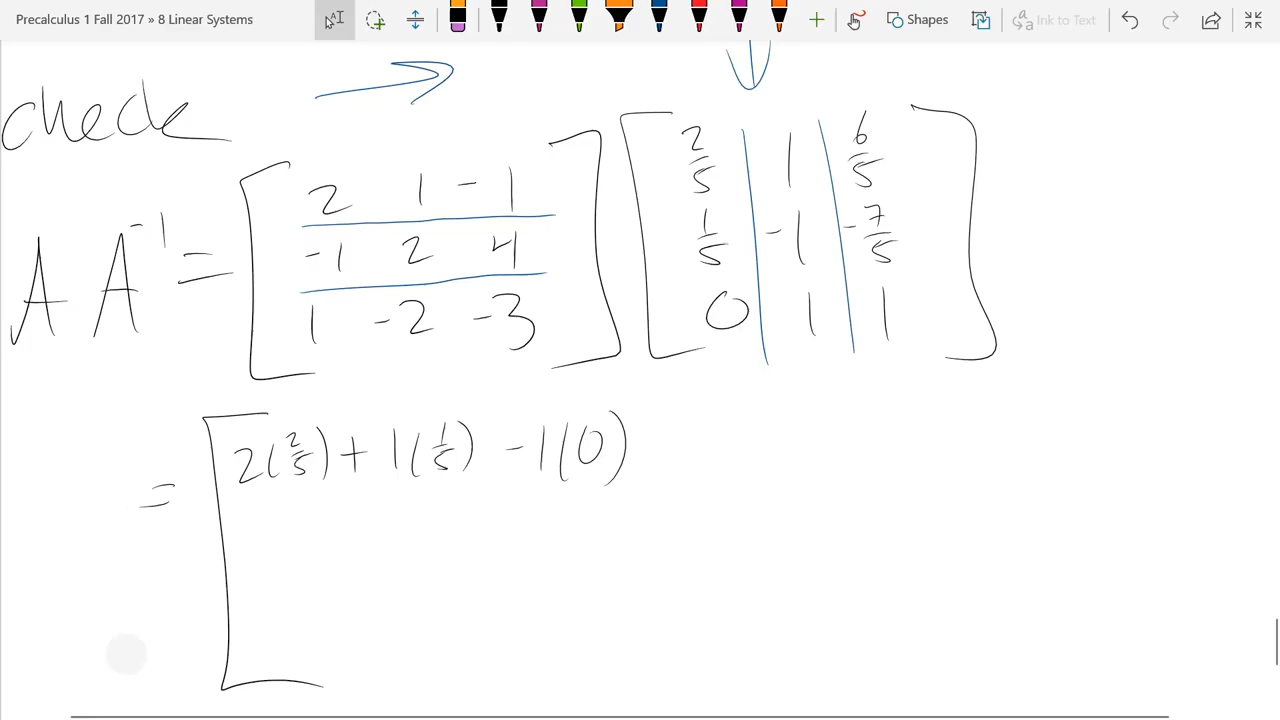 Precalculus 1 Fall 2017 » 8 Linear Systems
Shapes
Ink to Text
check
A A⁻¹ = [ 2 1 -1 ] [ 2/5 1 6/5 ]
[ -1 2 4 ] [ 1/5 -1 -7/5 ]
[ 1 -2 -3 ] [ 0 1 1 ]
= [ 2(2/5) + 1(1/5) - 1(0)